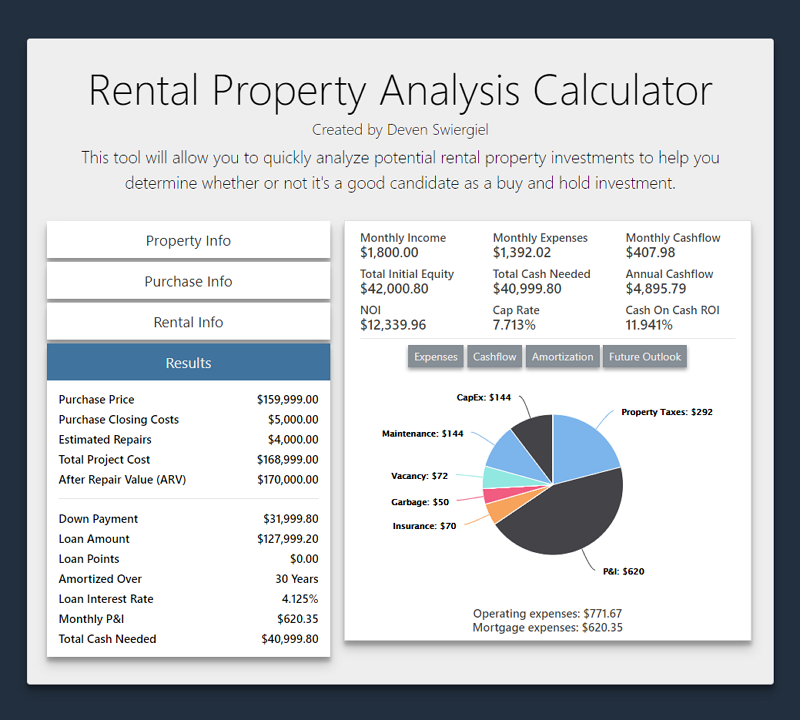 Rental Property Analysis Calculator
Created by Deven Swiergiel
This tool will allow you to quickly analyze potential rental property investments to help you
determine whether or not it's a good candidate as a buy and hold investment.
Property Info
Purchase Info
Rental Info
Results
Purchase Price $159,999.00
Purchase Closing Costs $5,000.00
Estimated Repairs $4,000.00
Total Project Cost $168,999.00
After Repair Value (ARV) $170,000.00
Down Payment $31,999.80
Loan Amount $127,999.20
Loan Points $0.00
Amortized Over 30 Years
Loan Interest Rate 4.125%
Monthly P&I $620.35
Total Cash Needed $40,999.80
Monthly Income Monthly Expenses Monthly Cashflow
$1,800.00 $1,392.02 $407.98
Total Initial Equity Total Cash Needed Annual Cashflow
$42,000.80 $40,999.80 $4,895.79
NOI Cap Rate Cash On Cash ROI
$12,339.96 7.713% 11.941%
Expenses Cashflow Amortization Future Outlook
CapEx: $144
Property Taxes: $292
Maintenance: $144
Vacancy: $72
Garbage: $50
Insurance: $70
P&I: $620
Operating expenses: $771.67
Mortgage expenses: $620.35